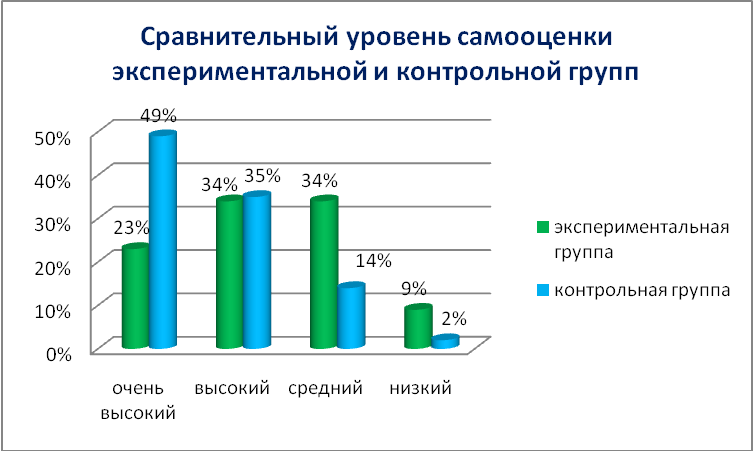 Сравнительный уровень самооценки
экспериментальной и контрольной групп
49%
50%
40%
30%
20%
10%
0%
23%
34%
35%
34%
14%
9%
2%
очень
высокий
высокий
средний
низкий
экспериментальная
группа
контрольная группа